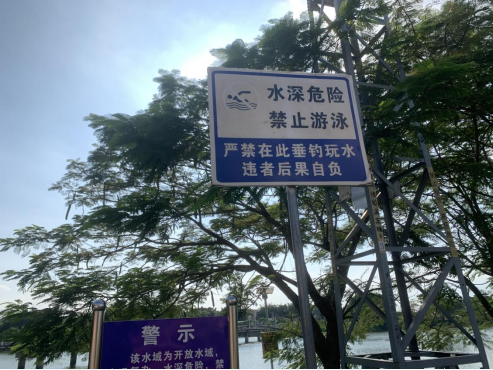 水深危险
禁止游泳
严禁在此垂钓玩水
违者后果自负
警示
该水域为开放水域，
水深危险，禁